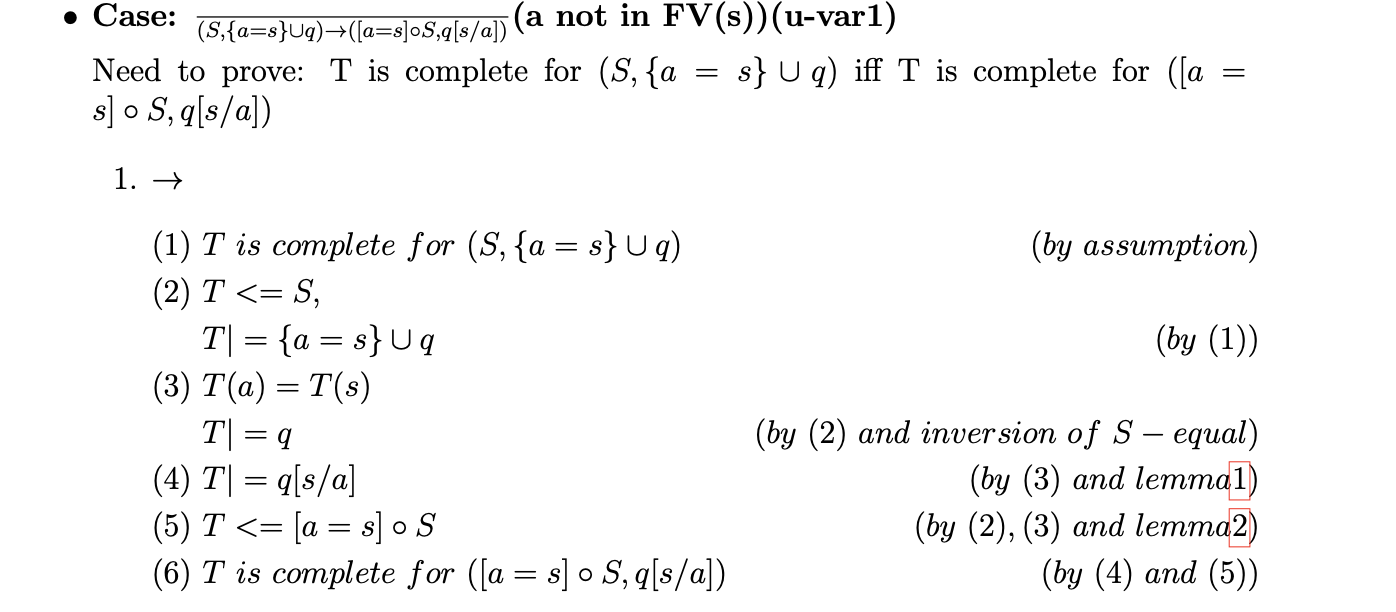 • Case: (S,{a=s}∪q)→([a=s]∘S,q[s/a]) (a not in FV(s))(u-var1)
Need to prove: T is complete for (S, {a = s} ∪ q) iff T is complete for ([a =
s] ∘ S, q[s/a])
1. →
(1) T is complete for (S, {a = s} ∪ q) (by assumption)
(2) T <= S,
T| = {a = s} ∪ q (by (1))
(3) T(a) = T(s)
T| = q (by (2) and inversion of S − equal)
(4) T| = q[s/a] (by (3) and lemma1)
(5) T <= [a = s] ∘ S (by (2), (3) and lemma2)
(6) T is complete for ([a = s] ∘ S, q[s/a]) (by (4) and (5))